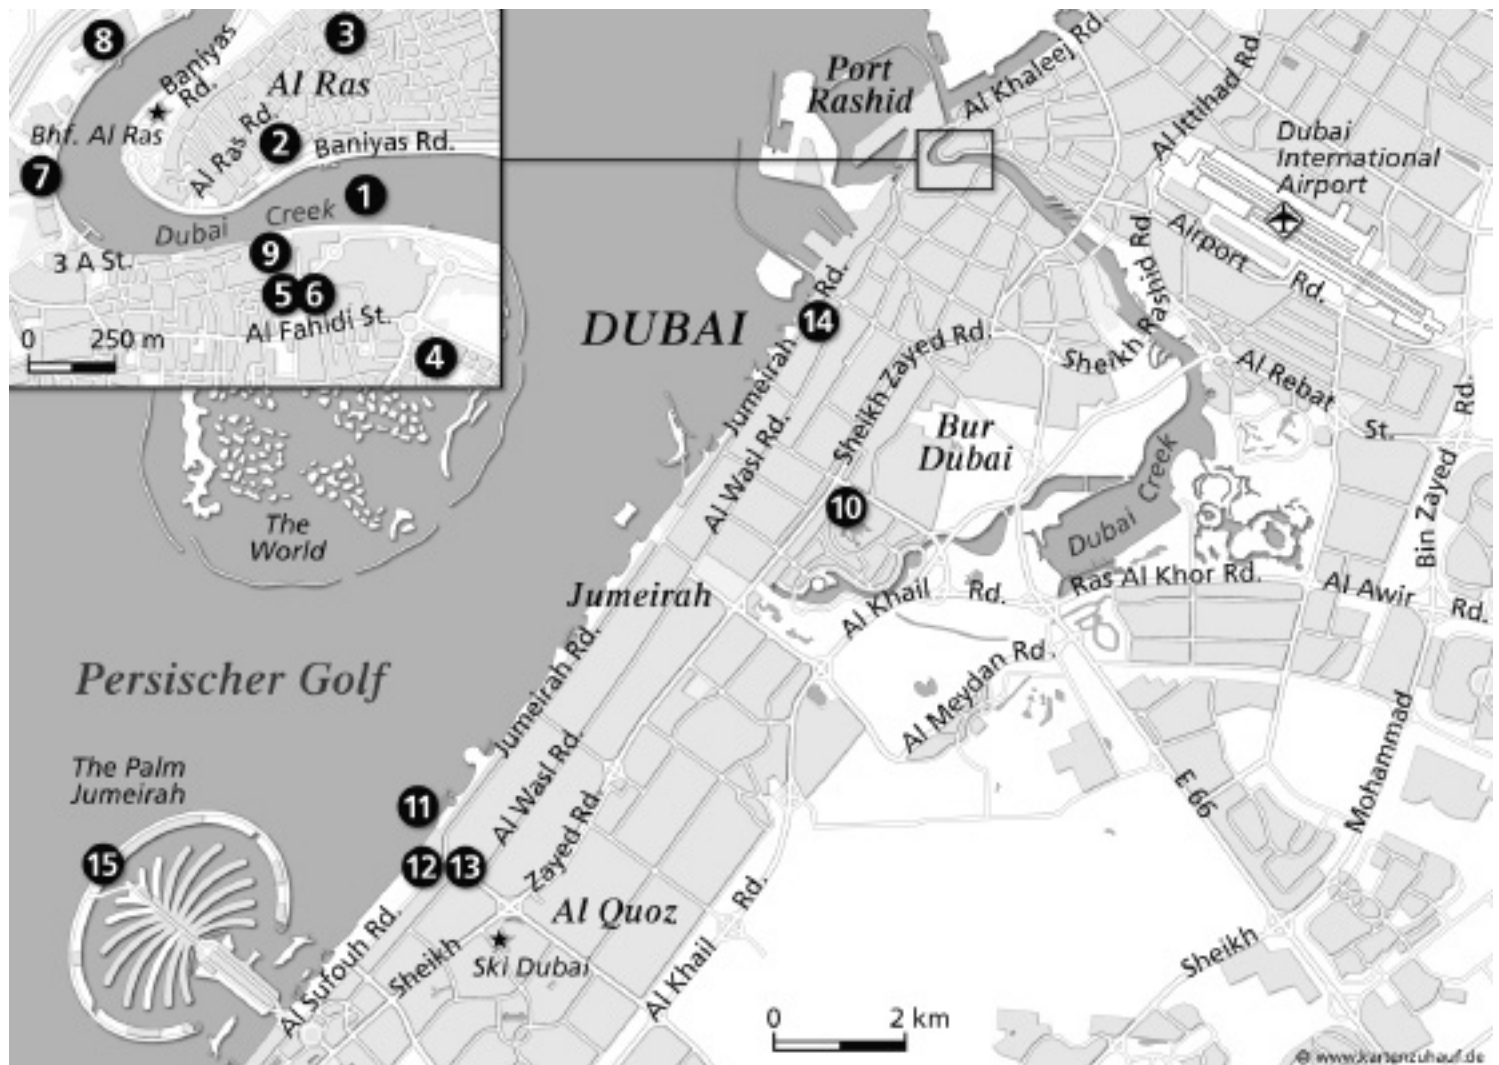 8
3
Baniyas
Rd.
Al Ras
Bhf. Al Ras
Al Ras Rd.
2
Baniyas Rd.
7
1
Dubai Creek
3 A St.
9
5
6
Al Fahidi St.
0 250 m
4
Port
Rashid
Al Khaleej Rd.
Al Ittihad Rd.
Dubai
International
Airport
Airport Rd.
Sheikh Rashid Rd.
DUBAI
14
Jumeirah Rd.
Sheikh Zayed Rd.
Al Wasl Rd.
Al Rebat St.
Bur
Dubai
10
Dubai Creek
Bin Zayed Rd.
The
World
Jumeirah
Al Khail Rd.
Ras Al Khor Rd.
Al Awir Rd.
Persischer Golf
Jumeirah Rd.
Al Meydan Rd.
Al Wasl Rd.
E 66
Mohammad
The Palm
Jumeirah
11
12
13
15
Zayed Rd.
Al Quoz
Al Sufouh Rd.
Sheikh
Ski Dubai
Al Khail Rd.
Sheikh
0 2 km
© www.kartenzuhauf.de